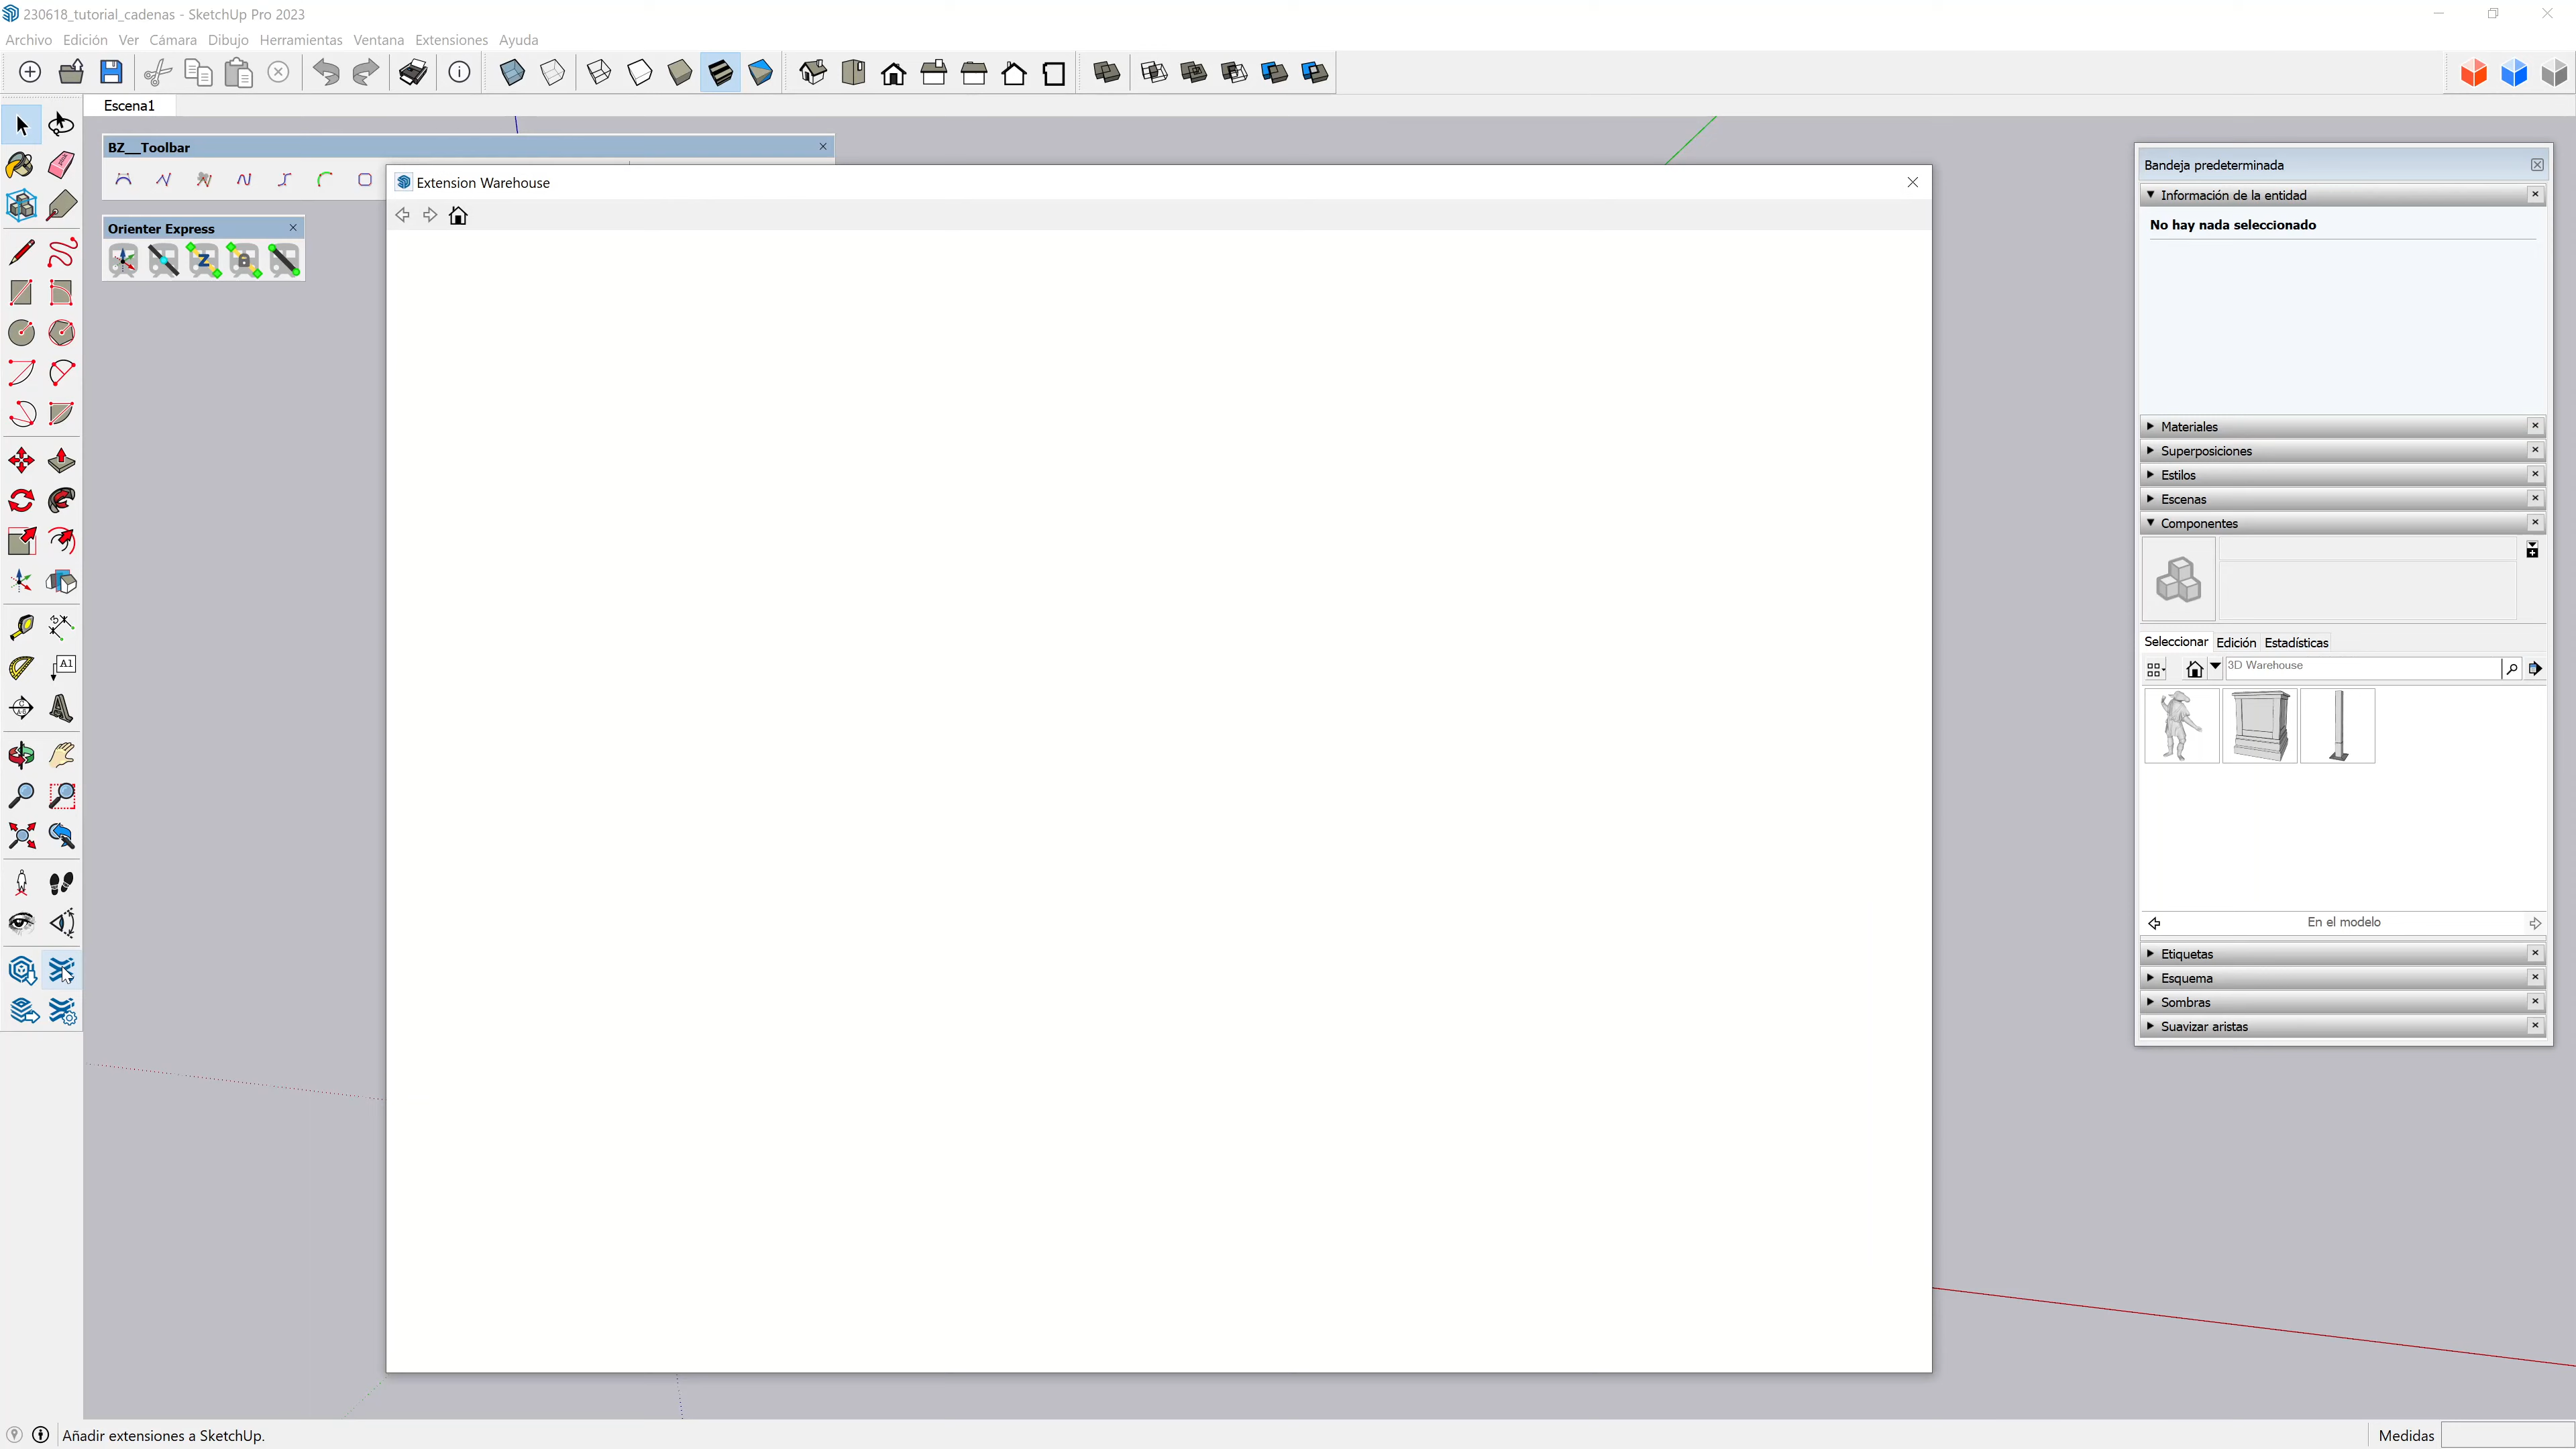 230618_tutorial_cadenas - SketchUp Pro 2023
Archivo Edición Ver Cámara Dibujo Herramientas Ventana Extensiones Ayuda
Escena1
BZ__Toolbar
Extension Warehouse
Orienter Express
Z
A1
Bandeja predeterminada
Información de la entidad
No hay nada seleccionado
Materiales
Superposiciones
Estilos
Escenas
Componentes
Seleccionar Edición Estadísticas
3D Warehouse
En el modelo
Etiquetas
Esquema
Sombras
Suavizar aristas
Añadir extensiones a SketchUp.
Medidas